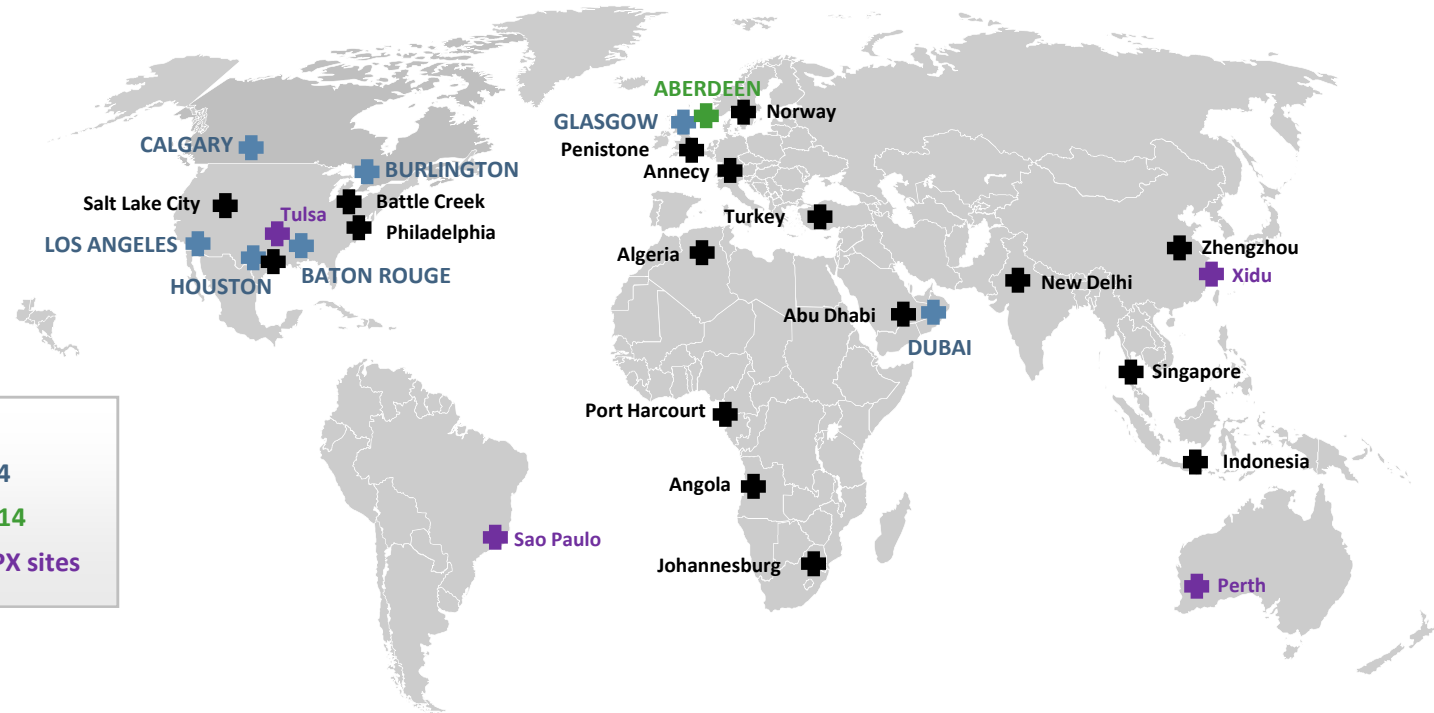 ABERDEEN
GLASGOW
Norway
CALGARY
Penistone
BURLINGTON
Annecy
Salt Lake City
Battle Creek
Tulsa
Turkey
Philadelphia
LOS ANGELES
Algeria
Zhengzhou
Xidu
BATON ROUGE
New Delhi
HOUSTON
Abu Dhabi
DUBAI
Singapore
Port Harcourt
Indonesia
4
Angola
14
Sao Paulo
PX sites
Johannesburg
Perth